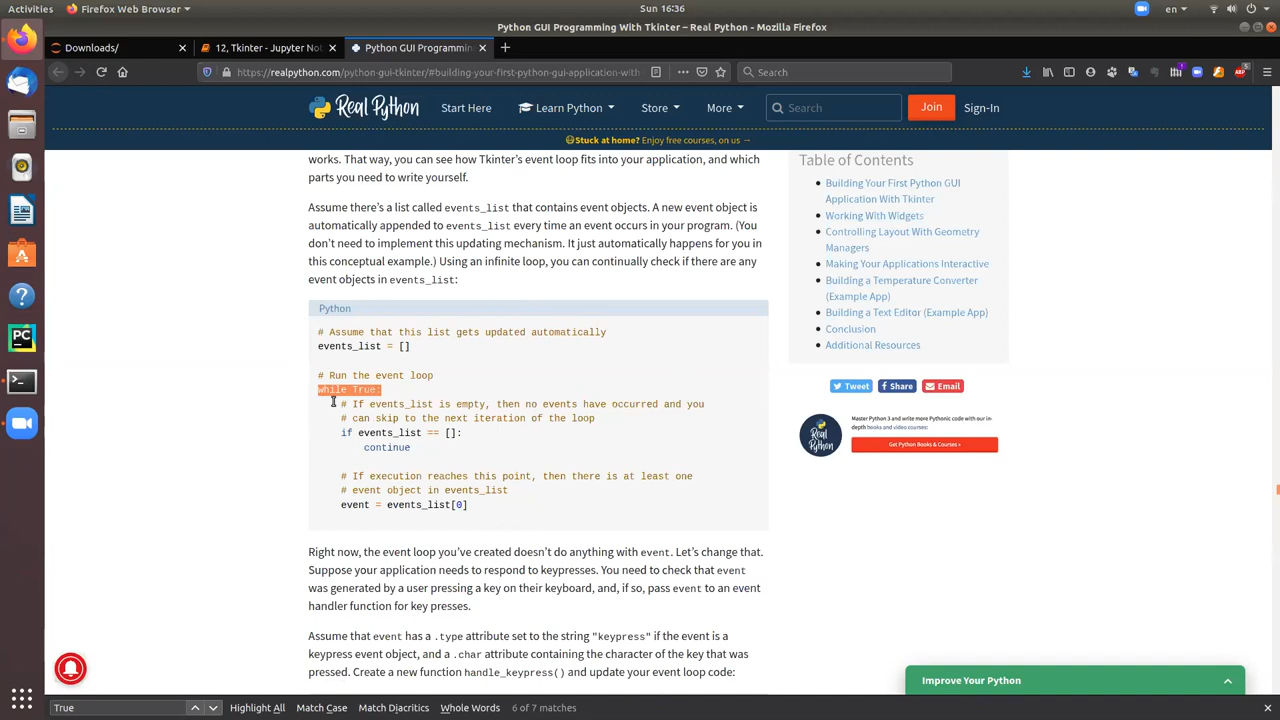 Activities
Firefox Web Browser
Sun 16:36
en
Python GUI Programming With Tkinter – Real Python - Mozilla Firefox
Downloads/
12, Tkinter - Jupyter No
Python GUI Programmin
https://realpython.com/python-gui-tkinter/#building-your-first-python-gui-application-with
Search
Real Python
Start Here
Learn Python
Store
More
Search
Join
Sign-In
Stuck at home? Enjoy free courses, on us →
works. That way, you can see how Tkinter's event loop fits into your application, and which
parts you need to write yourself.
Assume there's a list called events_list that contains event objects. A new event object is
automatically appended to events_list every time an event occurs in your program. (You
don't need to implement this updating mechanism. It just automatically happens for you in
this conceptual example.) Using an infinite loop, you can continually check if there are any
event objects in events_list:
Python
# Assume that this list gets updated automatically
events_list = []
# Run the event loop
while True:
# If events_list is empty, then no events have occurred and you
# can skip to the next iteration of the loop
if events_list == []:
continue
# If execution reaches this point, then there is at least one
# event object in events_list
event = events_list[0]
Right now, the event loop you've created doesn't do anything with event. Let's change that.
Suppose your application needs to respond to keypresses. You need to check that event
was generated by a user pressing a key on their keyboard, and, if so, pass event to an event
handler function for key presses.
Assume that event has a .type attribute set to the string "keypress" if the event is a
keypress event object, and a .char attribute containing the character of the key that was
pressed. Create a new function handle_keypress() and update your event loop code:
Table of Contents
Building Your First Python GUI
Application With Tkinter
Working With Widgets
Controlling Layout With Geometry
Managers
Making Your Applications Interactive
Building a Temperature Converter
(Example App)
Building a Text Editor (Example App)
Conclusion
Additional Resources
Tweet
Share
Email
Real Python
Master Python 3 and write more Pythonic code with our in-
depth books and video courses:
Get Python Books & Courses »
Improve Your Python
True
Highlight All
Match Case
Match Diacritics
Whole Words
6 of 7 matches